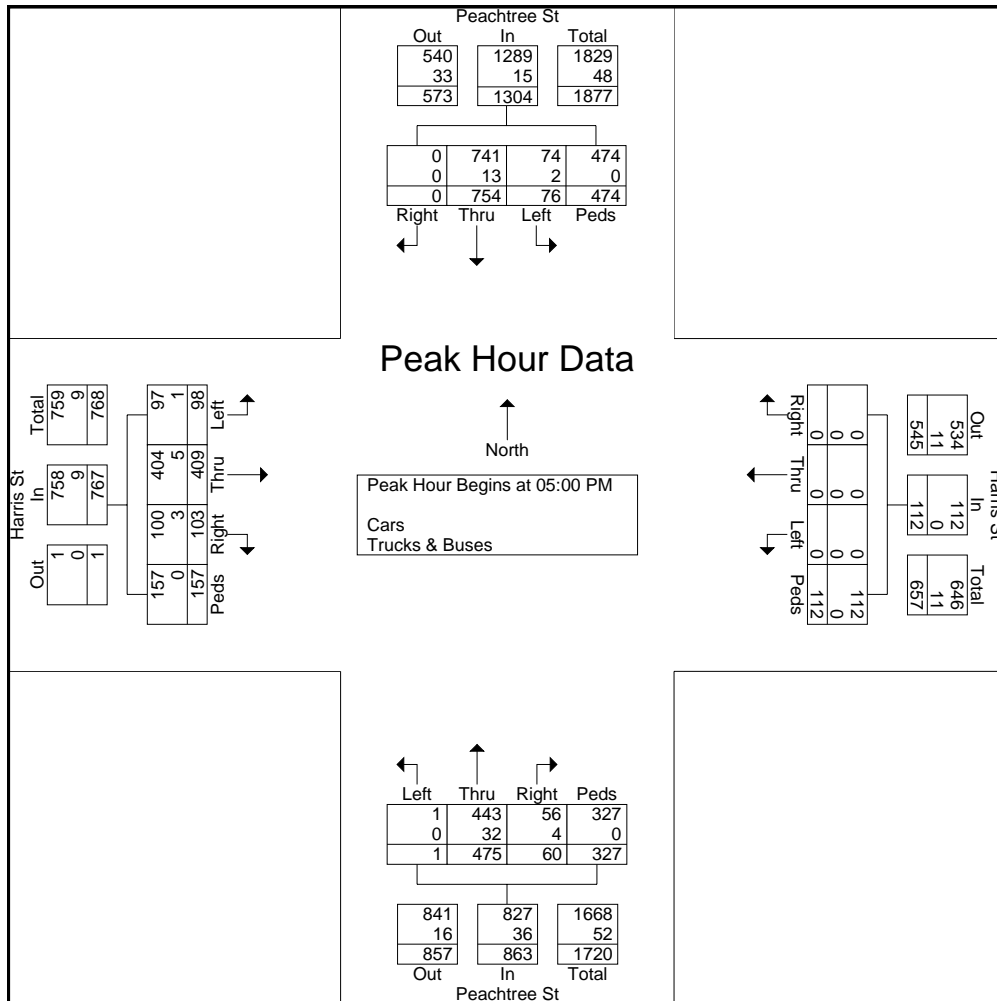 Peachtree St
Out In Total
540 1289 1829
33 15 48
573 1304 1877
0 741 74 474
0 13 2 0
0 754 76 474
Right Thru Left Peds
Peak Hour Data
North
Peak Hour Begins at 05:00 PM
Cars
Trucks & Buses
Harris St
Total In Out
759 9 768
758 9 767
1 0 1
Left 97 1 98
Thru 404 5 409
Right 100 3 103
Peds 157 0 157
Right 0 0 0
Thru 0 0 0
Left 0 0 0
Peds 112 0 112
Out 534 11 545
In 112 0 112
Total 646 11 657
Harris St
Left Thru Right Peds
1 443 56 327
0 32 4 0
1 475 60 327
841 827 1668
16 36 52
857 863 1720
Out In Total
Peachtree St